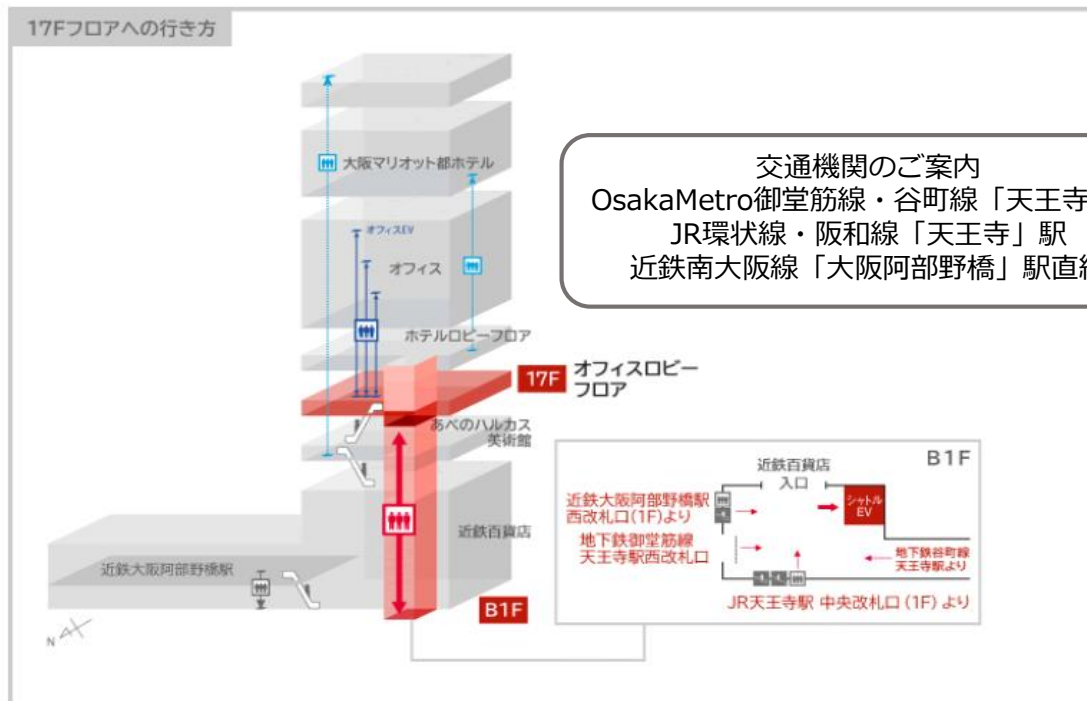 17Fフロアへの行き方
大阪マリオット都ホテル
オフィスEV
オフィス
ホテルロビーフロア
17F
オフィスロビー
フロア
あべのハルカス
美術館
近鉄百貨店
近鉄大阪阿部野橋駅
B1F
N
交通機関のご案内
OsakaMetro御堂筋線・谷町線「天王寺
JR環状線・阪和線「天王寺」駅
近鉄南大阪線「大阪阿部野橋」駅直
B1F
近鉄百貨店
入口
シャトル
EV
近鉄大阪阿部野橋駅
西改札口(1F)より
地下鉄御堂筋線
天王寺駅西改札口
地下鉄谷町線
天王寺駅より
JR天王寺駅 中央改札口 (1F) より